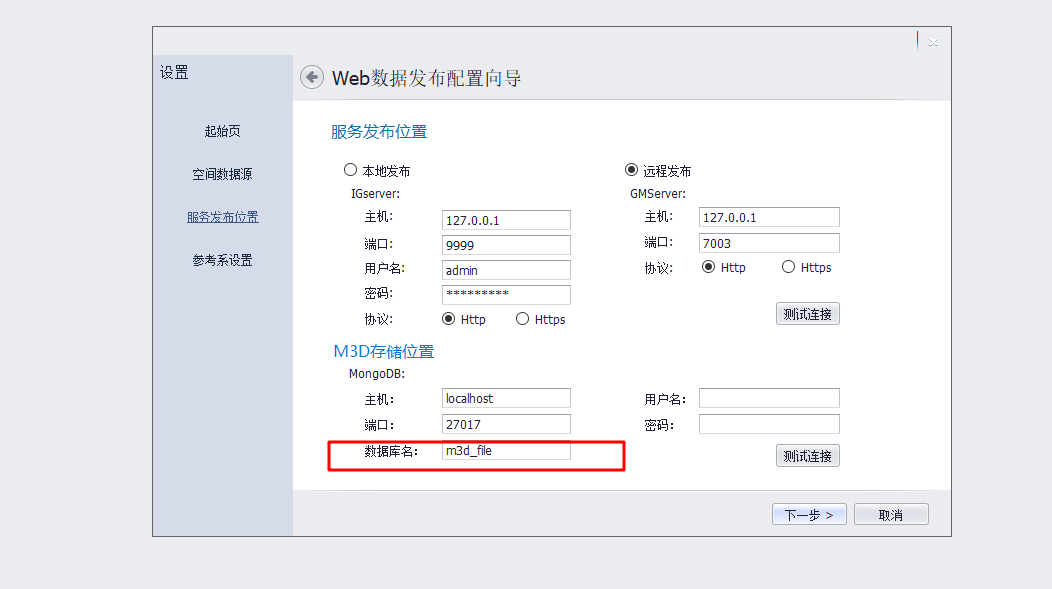 设置
Web数据发布配置向导
起始页
空间数据源
服务发布位置
参考系设置
服务发布位置
本地发布
远程发布
IGserver:
GMServer:
主机: 127.0.0.1
主机: 127.0.0.1
端口: 9999
端口: 7003
用户名: admin
协议: Http Https
密码: *********
协议: Http Https
测试连接
M3D存储位置
MongoDB:
主机: localhost
用户名:
端口: 27017
密码:
数据库名: m3d_file
测试连接
下一步 >
取消